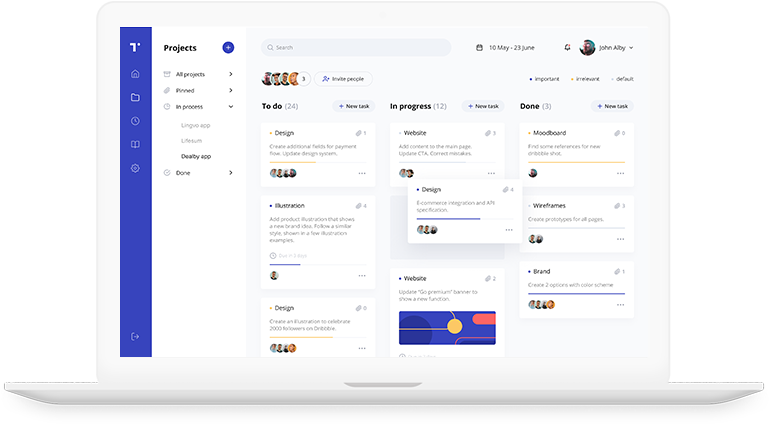 T
Projects
+
All projects
Pinned
In process
Lingvo app
Lifesum
Dealby app
Done
Search
10 May - 23 June
John Alby
3
Invite people
important
irrelevant
default
To do (24)
+ New task
Design
1
Create additional fields for payment
flow. Update design system.
Illustration
4
Add product illustration that shows
a new brand idea. Follow a similar
style, shown in a few illustration
examples.
Due in 3 days
Design
0
Create an illustration to celebrate
2000 followers on Dribbble.
In progress (12)
+ New task
Website
3
Add content to the main page.
Update CTA. Correct mistakes.
Design
4
E-commerce integration and API
specification.
Website
2
Update "Go premium" banner to
show a new function.
Done (3)
+ New task
Moodboard
0
Find some references for new
dribbble shot.
Wireframes
3
Create prototypes for all pages.
Brand
1
Create 2 options with color scheme